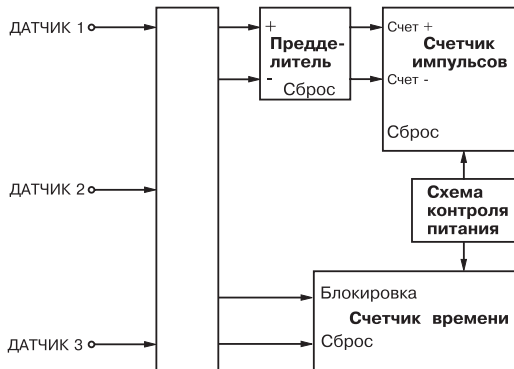 ДАТЧИК 1
+
Предде-
литель
-
Сброс
Счет +
Счетчик
импульсов
Счет -
Сброс
ДАТЧИК 2
Схема
контроля
питания
Блокировка
Счетчик времени
Сброс
ДАТЧИК 3